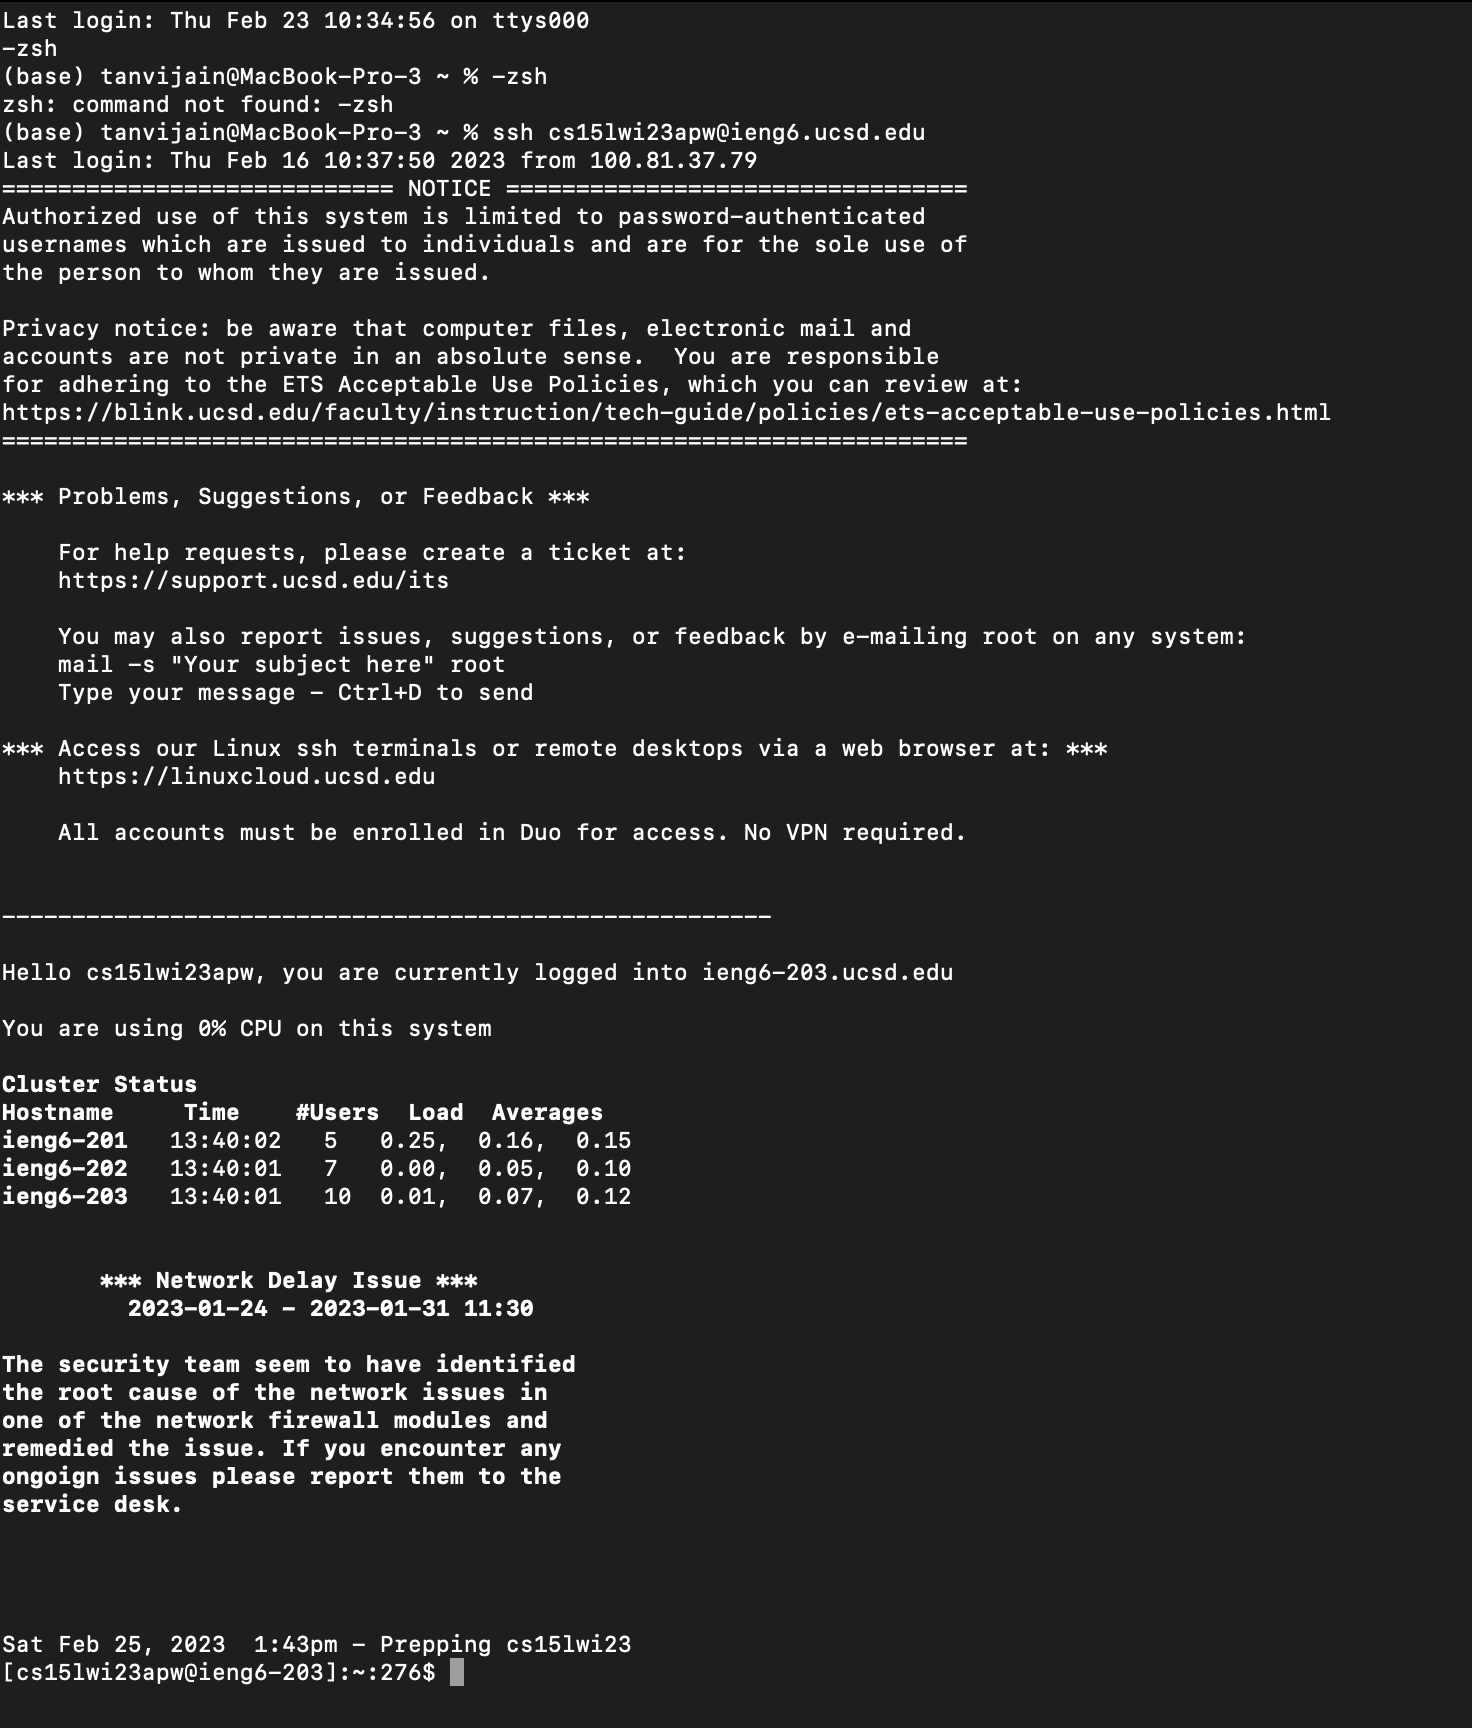 Last login: Thu Feb 23 10:34:56 on ttys000
-zsh
(base) tanvijain@MacBook-Pro-3 ~ % -zsh
zsh: command not found: -zsh
(base) tanvijain@MacBook-Pro-3 ~ % ssh cs15lwi23apw@ieng6.ucsd.edu
Last login: Thu Feb 16 10:37:50 2023 from 100.81.37.79
============================ NOTICE =================================
Authorized use of this system is limited to password-authenticated
usernames which are issued to individuals and are for the sole use of
the person to whom they are issued.

Privacy notice: be aware that computer files, electronic mail and
accounts are not private in an absolute sense.  You are responsible
for adhering to the ETS Acceptable Use Policies, which you can review at:
https://blink.ucsd.edu/faculty/instruction/tech-guide/policies/ets-acceptable-use-policies.html
=====================================================================

*** Problems, Suggestions, or Feedback ***

    For help requests, please create a ticket at:
    https://support.ucsd.edu/its

    You may also report issues, suggestions, or feedback by e-mailing root on any system:
    mail -s "Your subject here" root
    Type your message - Ctrl+D to send

*** Access our Linux ssh terminals or remote desktops via a web browser at: ***
    https://linuxcloud.ucsd.edu

    All accounts must be enrolled in Duo for access. No VPN required.

-------------------------------------------------------

Hello cs15lwi23apw, you are currently logged into ieng6-203.ucsd.edu

You are using 0% CPU on this system

Cluster Status
Hostname     Time    #Users  Load  Averages
ieng6-201   13:40:02   5   0.25,  0.16,  0.15
ieng6-202   13:40:01   7   0.00,  0.05,  0.10
ieng6-203   13:40:01   10  0.01,  0.07,  0.12

       *** Network Delay Issue ***
         2023-01-24 - 2023-01-31 11:30

The security team seem to have identified
the root cause of the network issues in
one of the network firewall modules and
remedied the issue. If you encounter any
ongoign issues please report them to the
service desk.

Sat Feb 25, 2023  1:43pm - Prepping cs15lwi23
[cs15lwi23apw@ieng6-203]:~:276$